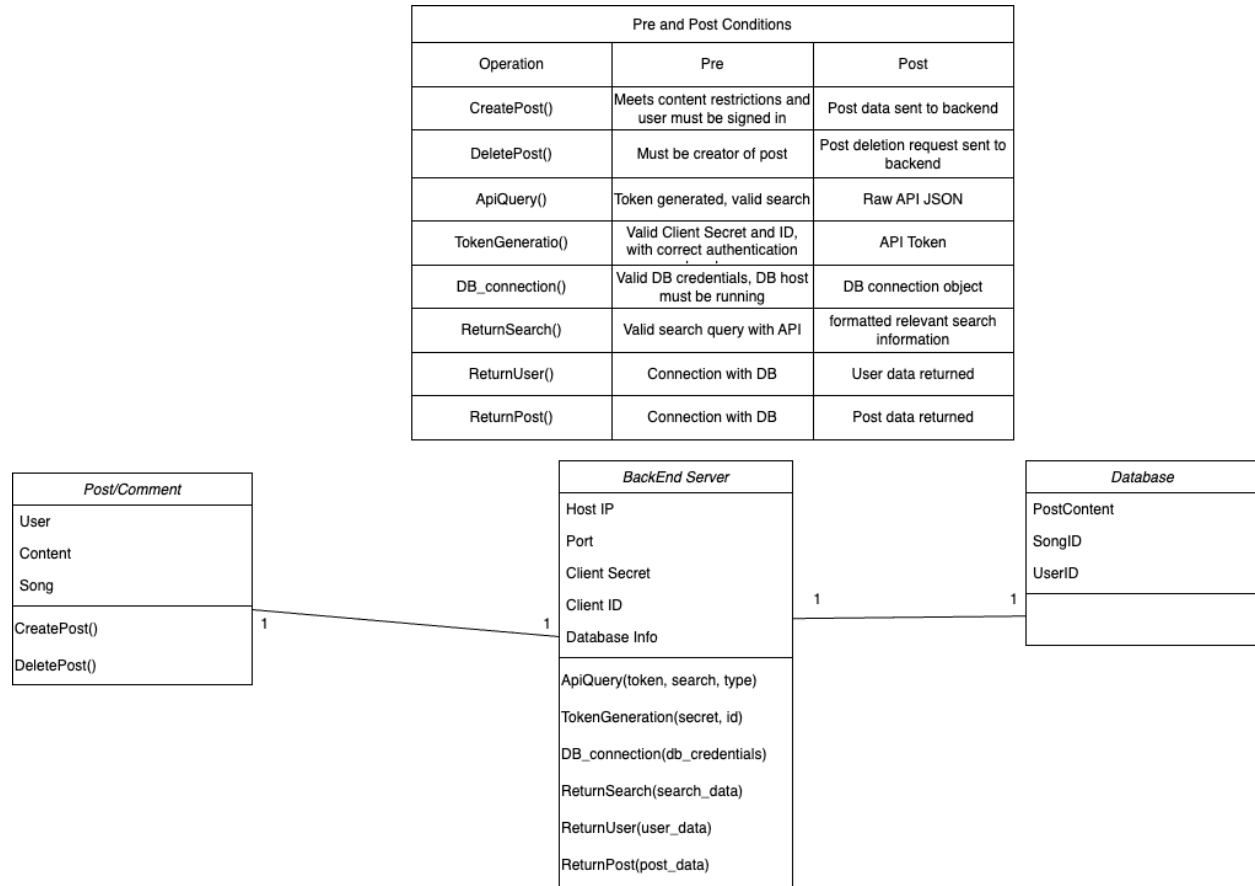 Pre and Post Conditions
Operation Pre Post
CreatePost() Meets content restrictions and Post data sent to backend
user must be signed in
DeletePost() Must be creator of post Post deletion request sent to
backend
ApiQuery() Token generated, valid search Raw API JSON
TokenGeneratio() Valid Client Secret and ID, API Token
with correct authentication
DB_connection() Valid DB credentials, DB host DB connection object
must be running
ReturnSearch() Valid search query with API formatted relevant search
information
ReturnUser() Connection with DB User data returned
ReturnPost() Connection with DB Post data returned
Post/Comment
User
Content
Song
CreatePost()
DeletePost()
1
1
BackEnd Server
Host IP
Port
Client Secret
Client ID
Database Info
ApiQuery(token, search, type)
TokenGeneration(secret, id)
DB_connection(db_credentials)
ReturnSearch(search_data)
ReturnUser(user_data)
ReturnPost(post_data)
1
1
Database
PostContent
SongID
UserID